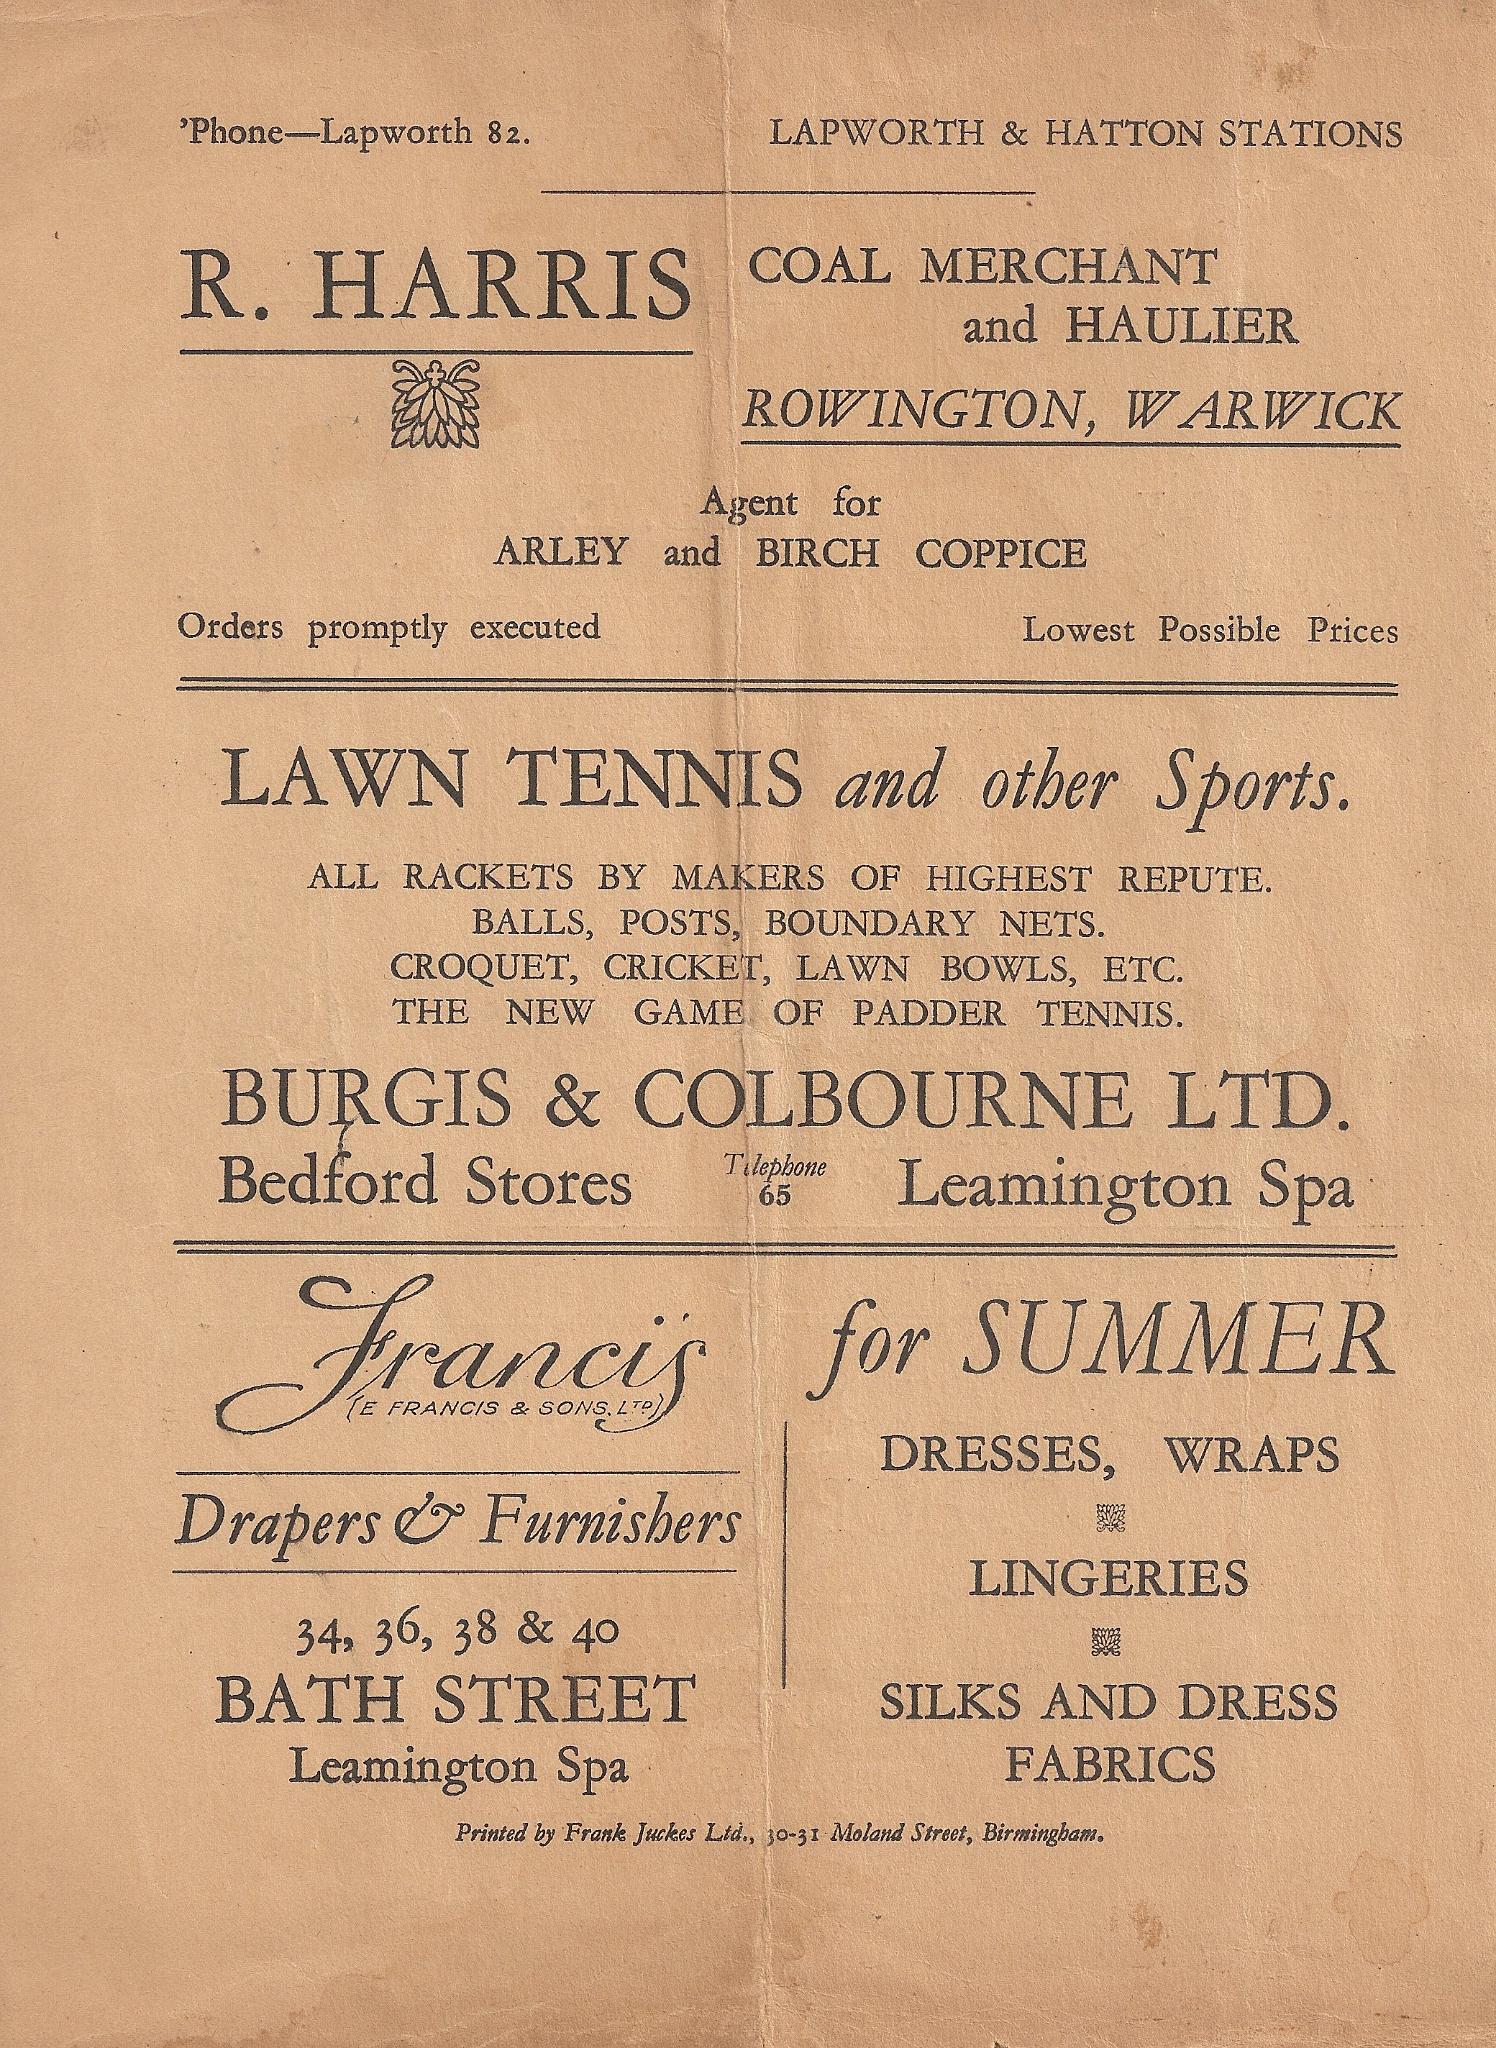 'Phone—Lapworth 82.
LAPWORTH & HATTON STATIONS
R. HARRIS
COAL MERCHANT
and HAULIER
ROWINGTON, WARWICK
Agent for
ARLEY and BIRCH COPPICE
Orders promptly executed
Lowest Possible Prices
LAWN TENNIS and other Sports.
ALL RACKETS BY MAKERS OF HIGHEST REPUTE.
BALLS, POSTS, BOUNDARY NETS.
CROQUET, CRICKET, LAWN BOWLS, ETC.
THE NEW GAME OF PADDER TENNIS.
BURGIS & COLBOURNE LTD.
Bedford Stores
Telephone
65
Leamington Spa
Francis
(E FRANCIS & SONS, LTD)
Drapers & Furnishers
34, 36, 38 & 40
BATH STREET
Leamington Spa
for SUMMER
DRESSES, WRAPS
LINGERIES
SILKS AND DRESS
FABRICS
Printed by Frank Juckes Ltd., 30-31 Moland Street, Birmingham.